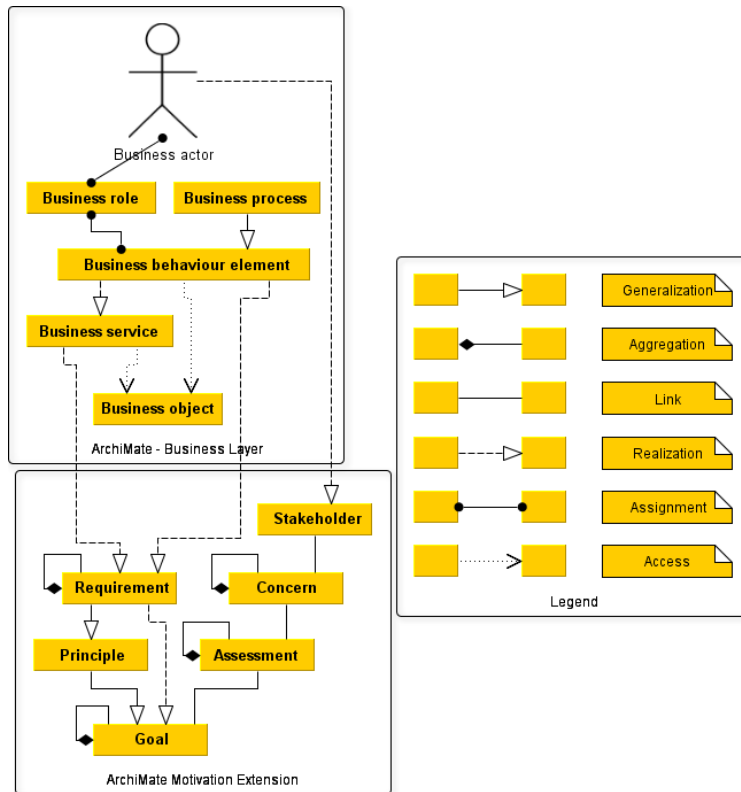 Business actor
Business role
Business process
Business behaviour element
Business service
Business object
ArchiMate - Business Layer
Stakeholder
Requirement
Concern
Principle
Assessment
Goal
ArchiMate Motivation Extension
Generalization
Aggregation
Link
Realization
Assignment
Access
Legend